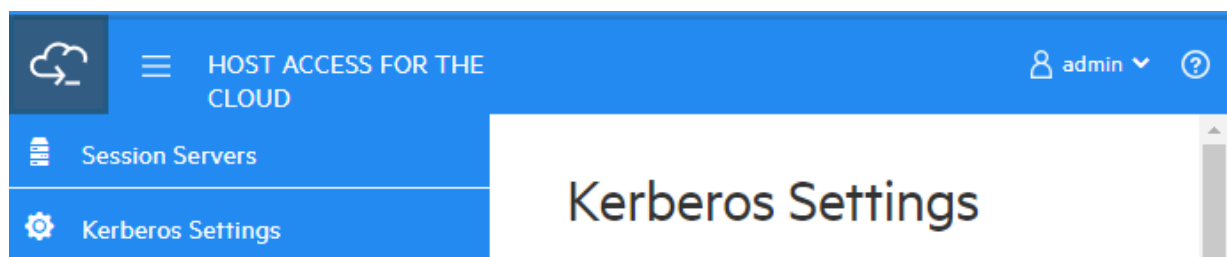 HOST ACCESS FOR THE
CLOUD
admin
Session Servers
Kerberos Settings
Kerberos Settings